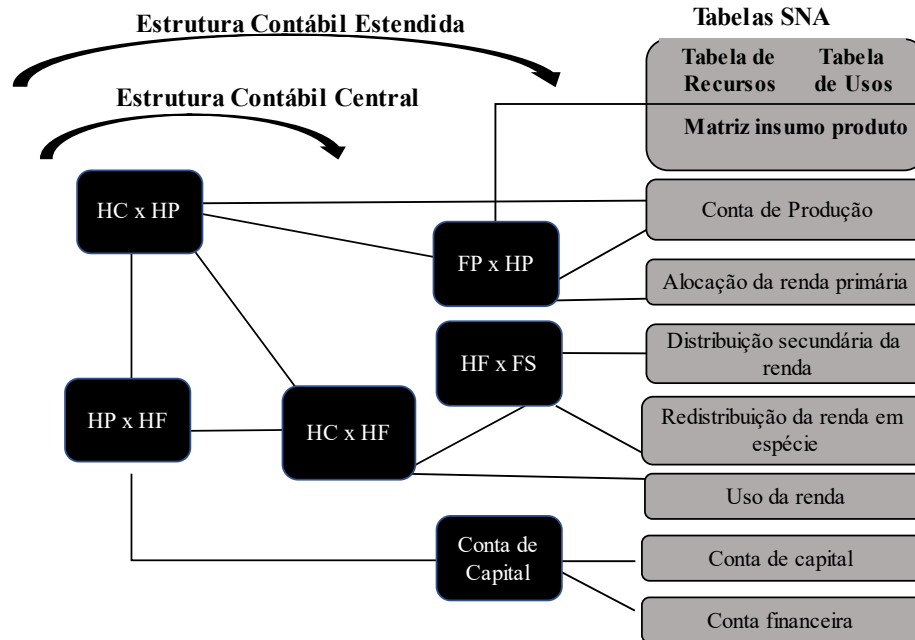 Estrutura Contábil Estendida
Estrutura Contábil Central
Tabelas SNA
Tabela de
Recursos
Tabela
de Usos
Matriz insumo produto
HC x HP
FP x HP
HF x FS
HP x HF
HC x HF
Conta de
Capital
Conta de Produção
Alocação da renda primária
Distribuição secundária da
renda
Redistribuição da renda em
espécie
Uso da renda
Conta de capital
Conta financeira